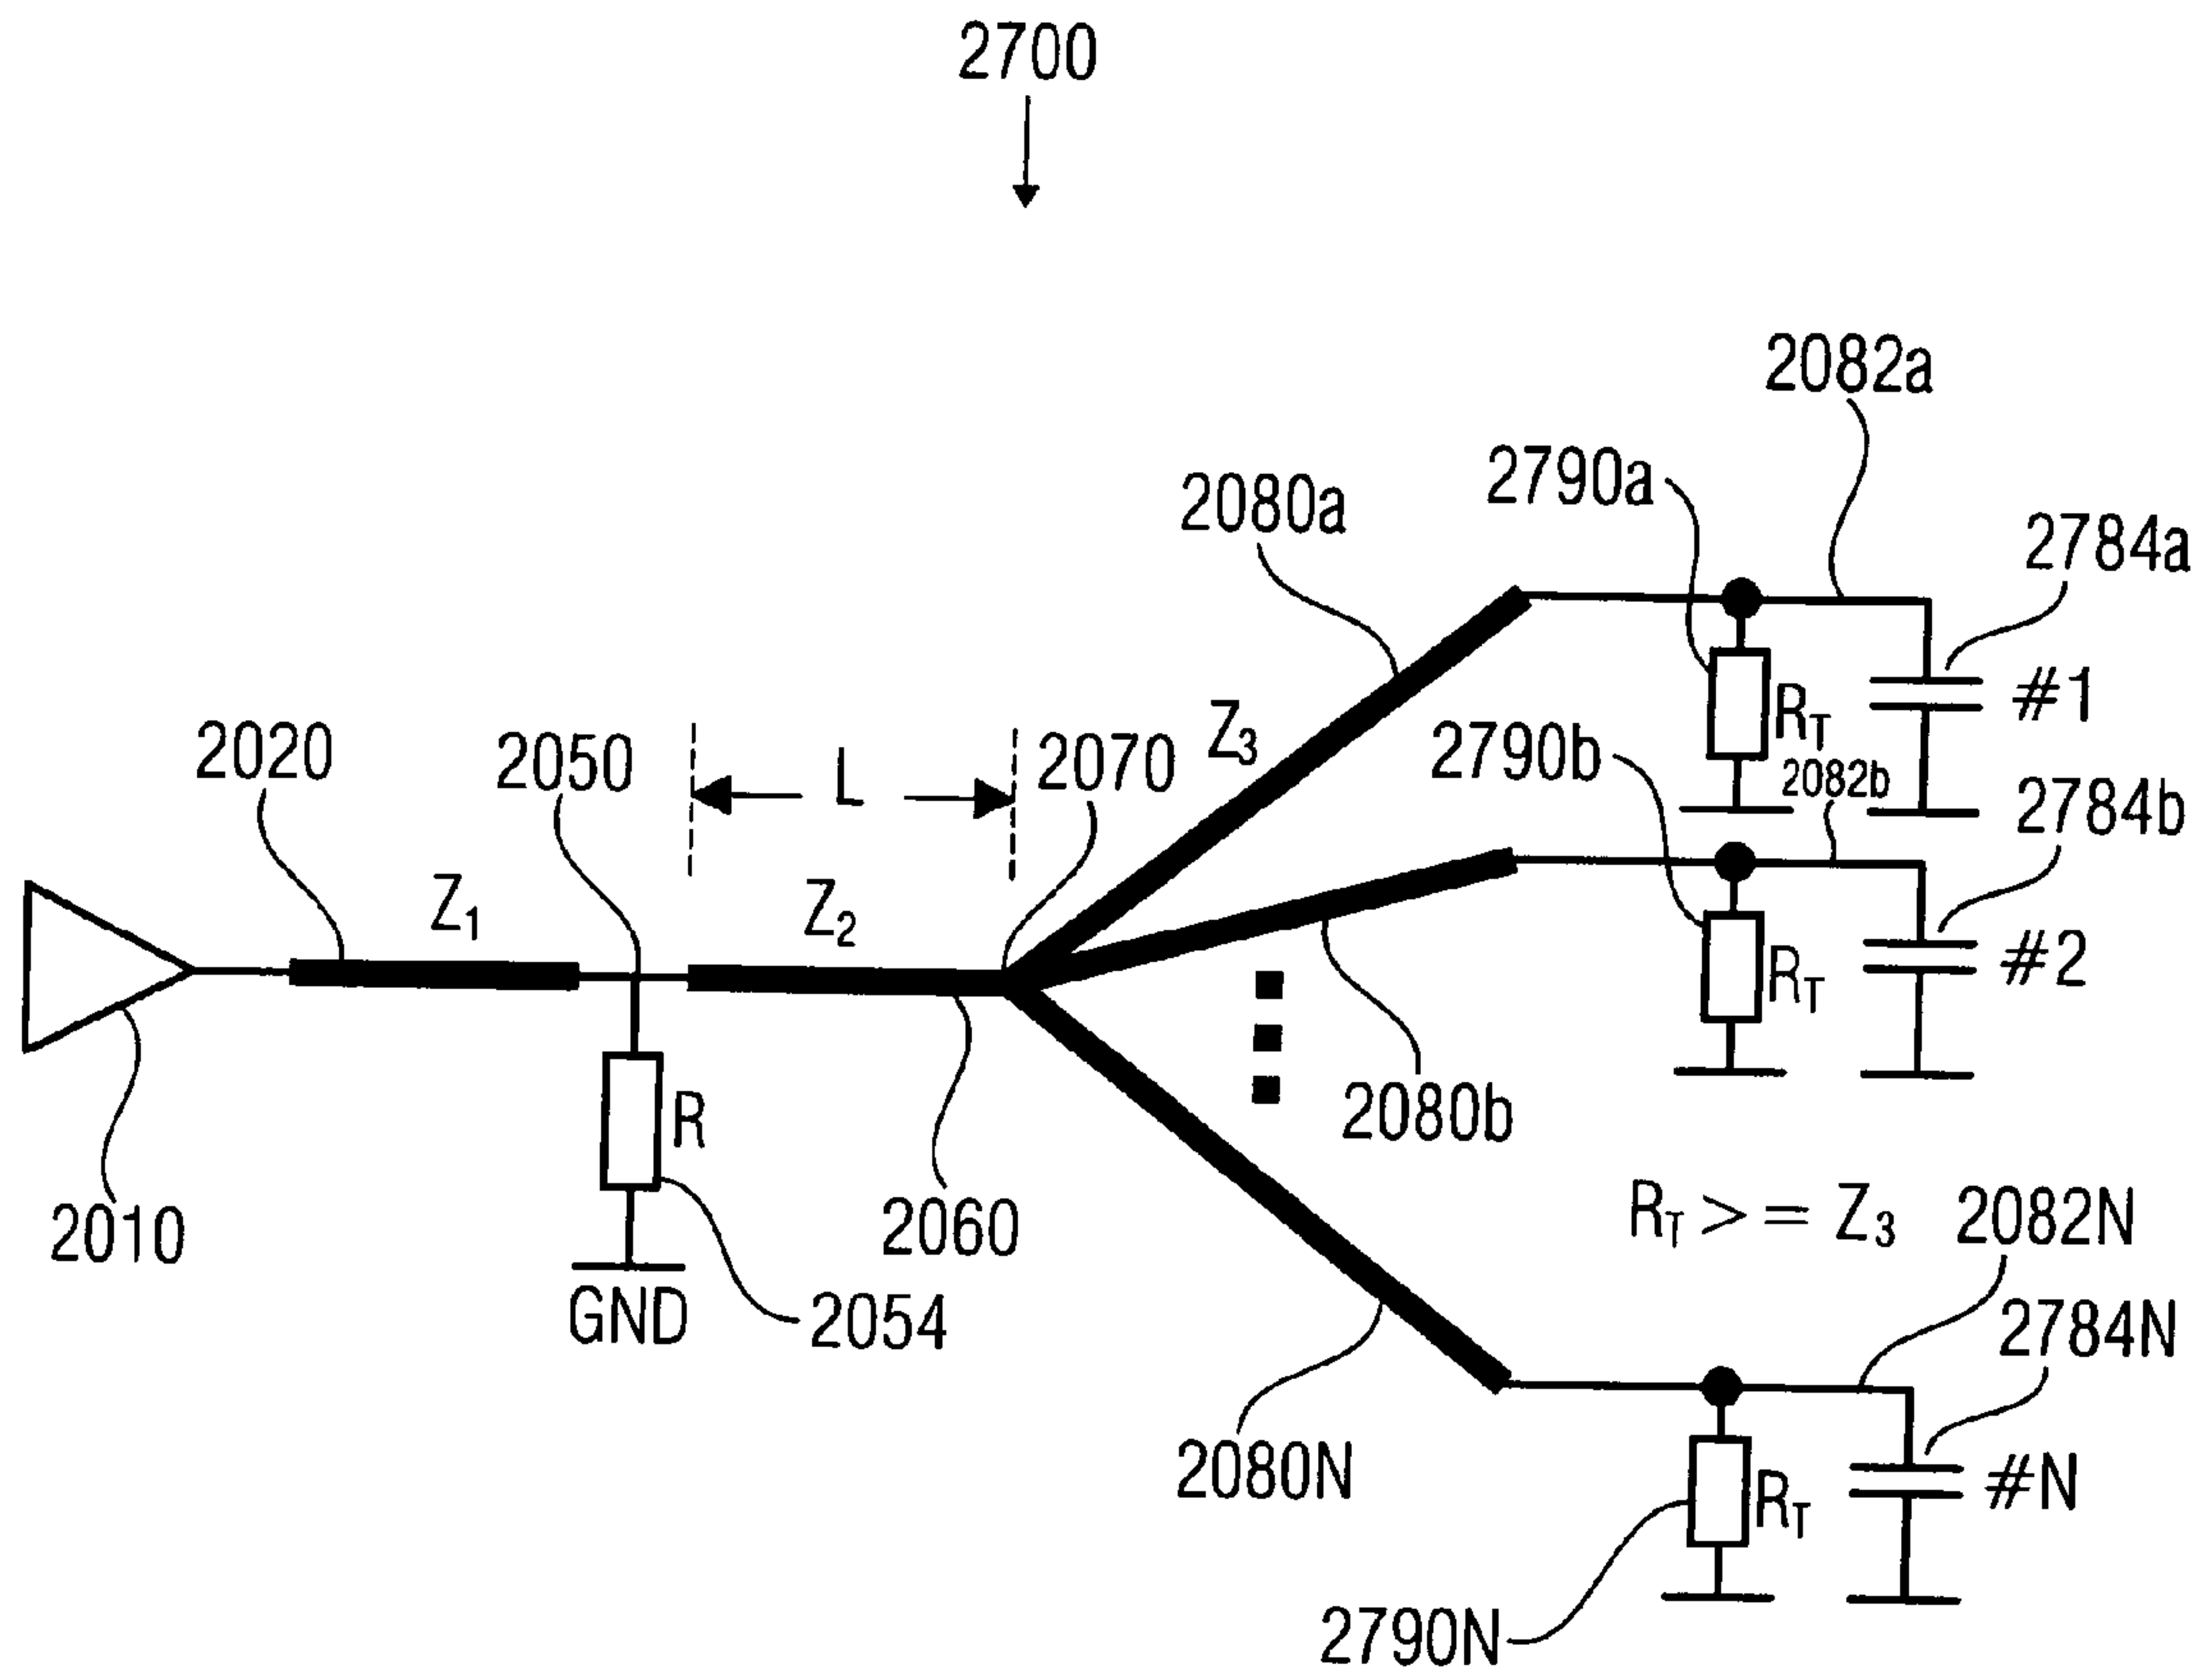 2700
2082a
2790a
2080a
2784a
#1
Z3
RT
2020
2050
L
2070
2790b
2082b
2784b
Z1
Z2
#2
RT
R
2080b
2010
2060
RT >= Z3
2082N
GND
2054
2784N
2080N
#N
RT
2790N